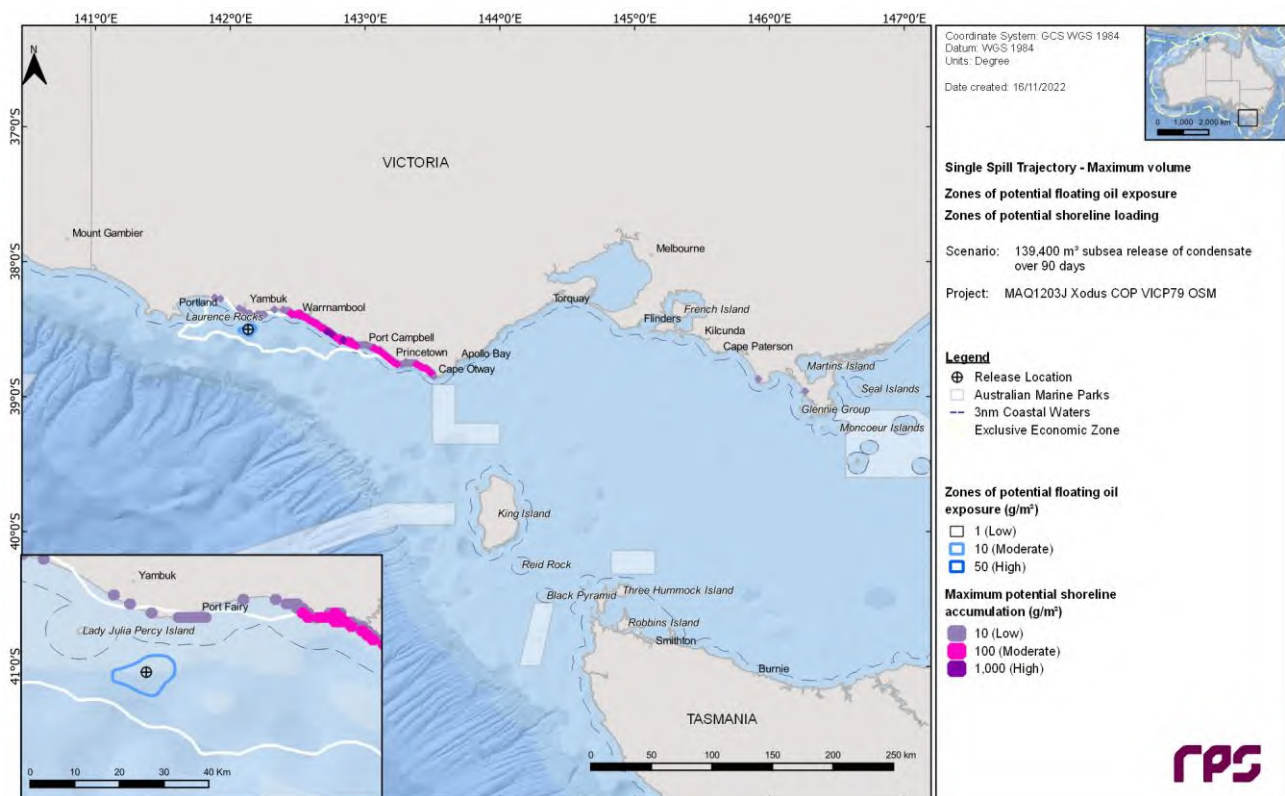 141°0'E
142°0'E
143°0'E
144°0'E
145°0'E
146°0'E
147°0'E
N
37°0'S
38°0'S
39°0'S
40°0'S
41°0'S
VICTORIA
Mount Gambier
Melbourne
Portland
Yambuk
Warrnambool
Laurence Rocks
Port Campbell
Princetown
Apollo Bay
Cape Otway
Torquay
French Island
Flinders
Kilcunda
Cape Paterson
Martins Island
Seal Islands
Glennie Group
Moncoeur Islands
King Island
Reid Rock
Black Pyramid
Three Hummock Island
Robbins Island
Smithton
Burnie
TASMANIA
0 50 100 150 200 250 km
Yambuk
Port Fairy
Lady Julia Percy Island
0 10 20 30 40 Km
Coordinate System: GCS WGS 1984
Datum: WGS 1984
Units: Degree
Date created: 16/11/2022
0 1,000 2,000 km
Single Spill Trajectory - Maximum volume
Zones of potential floating oil exposure
Zones of potential shoreline loading
Scenario: 139,400 m³ subsea release of condensate
over 90 days
Project: MAQ1203J Xodus COP VICP79 OSM
Legend
Release Location
Australian Marine Parks
3nm Coastal Waters
Exclusive Economic Zone
Zones of potential floating oil
exposure (g/m²)
1 (Low)
10 (Moderate)
50 (High)
Maximum potential shoreline
accumulation (g/m²)
10 (Low)
100 (Moderate)
1,000 (High)
rps